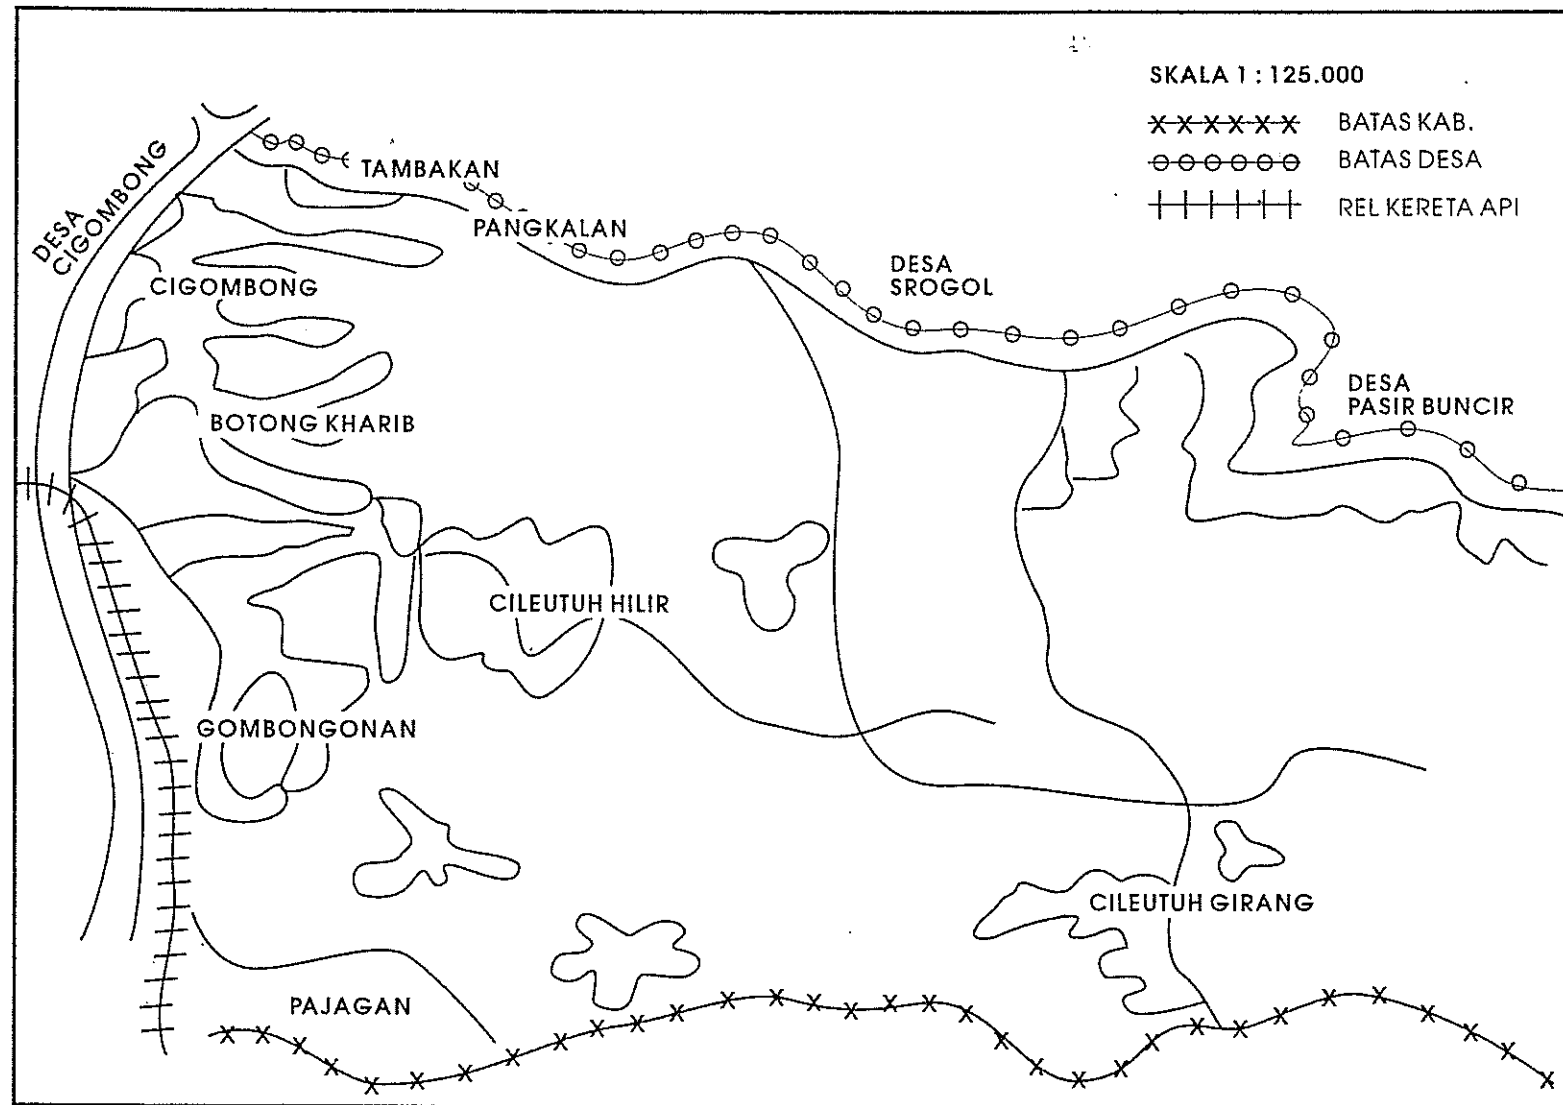 SKALA 1 : 125.000
BATAS KAB.
BATAS DESA
REL KERETA API
DESA
CIGOMBONG
TAMBAKAN
PANGKALAN
DESA
SROGOL
CIGOMBONG
DESA
PASIR BUNCIR
BOTONG KHARIB
CILEUTUH HILIR
GOMBONGONAN
CILEUTUH GIRANG
PAJAGAN